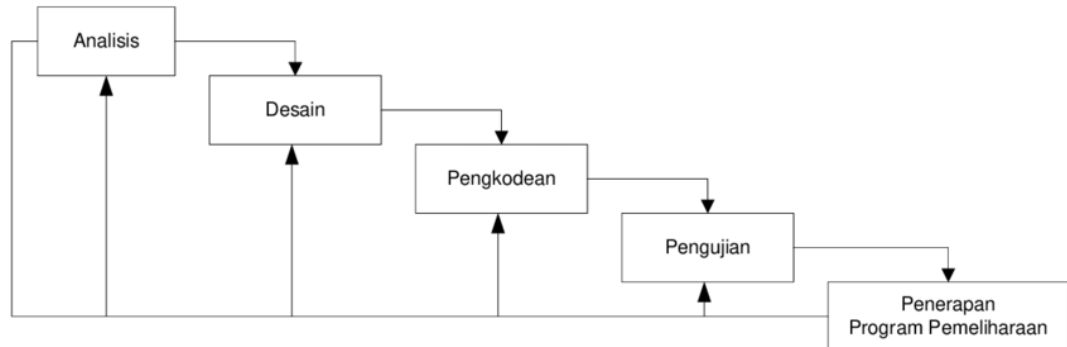 Analisis
Desain
Pengkodean
Pengujian
Penerapan
Program Pemeliharaan